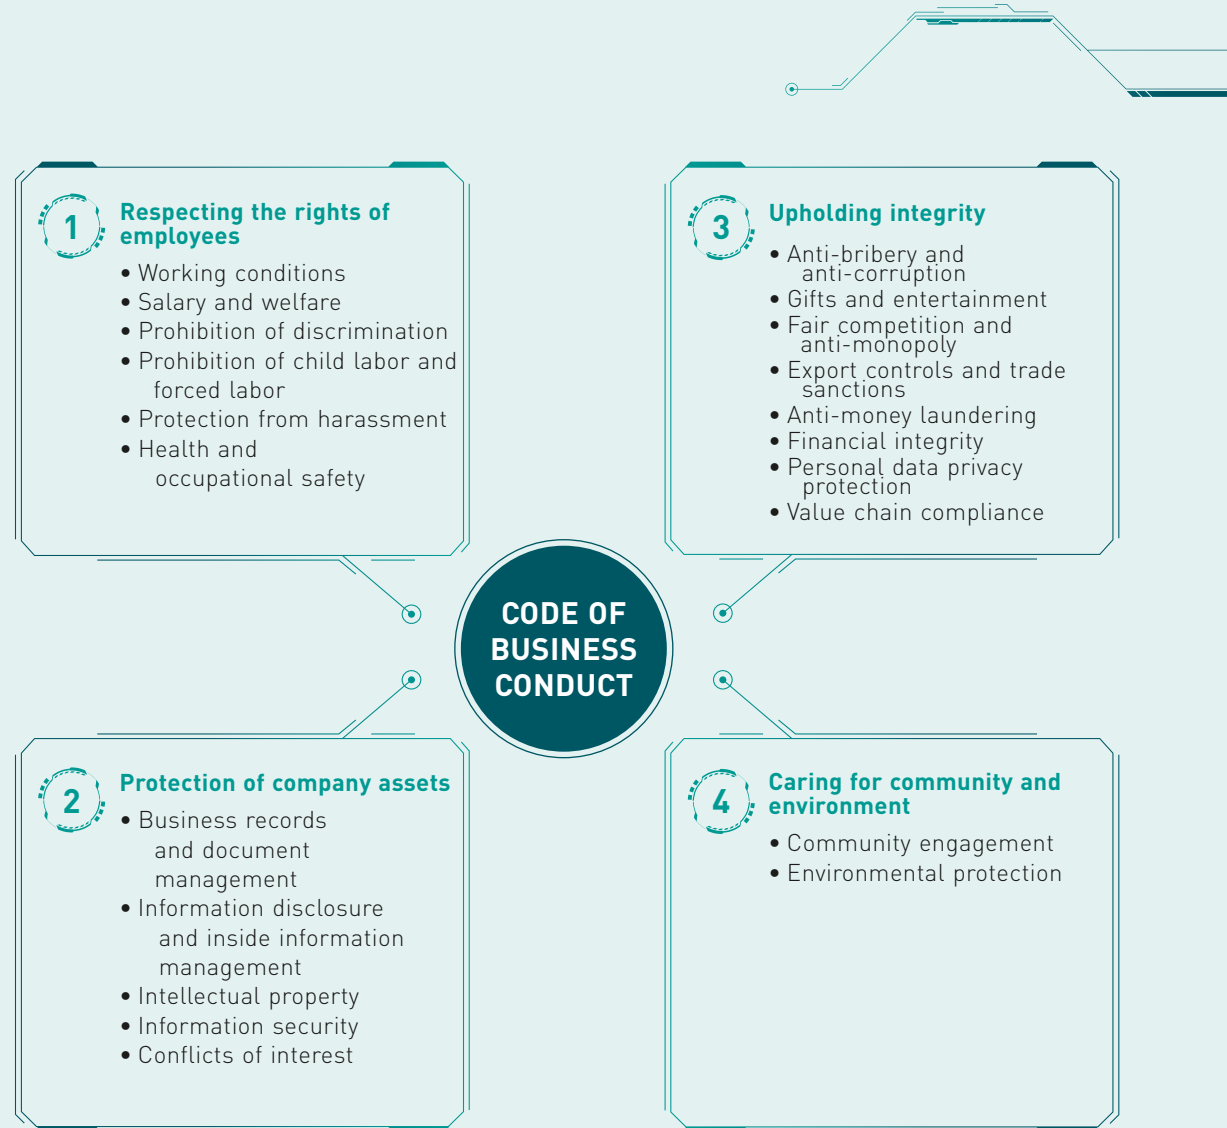 1
Respecting the rights of
employees
• Working conditions
• Salary and welfare
• Prohibition of discrimination
• Prohibition of child labor and
forced labor
• Protection from harassment
• Health and
occupational safety
3
Upholding integrity
• Anti-bribery and
anti-corruption
• Gifts and entertainment
• Fair competition and
anti-monopoly
• Export controls and trade
sanctions
• Anti-money laundering
• Financial integrity
• Personal data privacy
protection
• Value chain compliance
CODE OF
BUSINESS
CONDUCT
2
Protection of company assets
• Business records
and document
management
• Information disclosure
and inside information
management
• Intellectual property
• Information security
• Conflicts of interest
4
Caring for community and
environment
• Community engagement
• Environmental protection